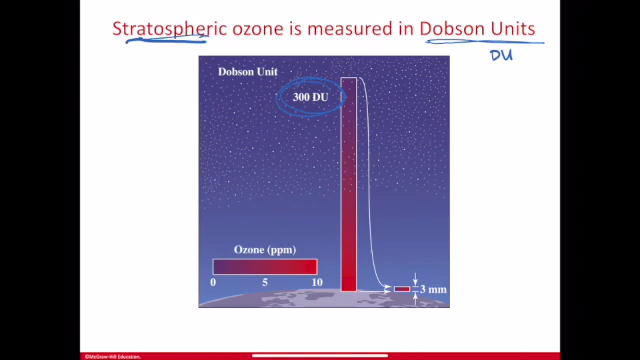 Stratospheric ozone is measured in Dobson Units
DU
Dobson Unit
300 DU
Ozone (ppm)
0 5 10
3 mm
©McGraw-Hill Education.